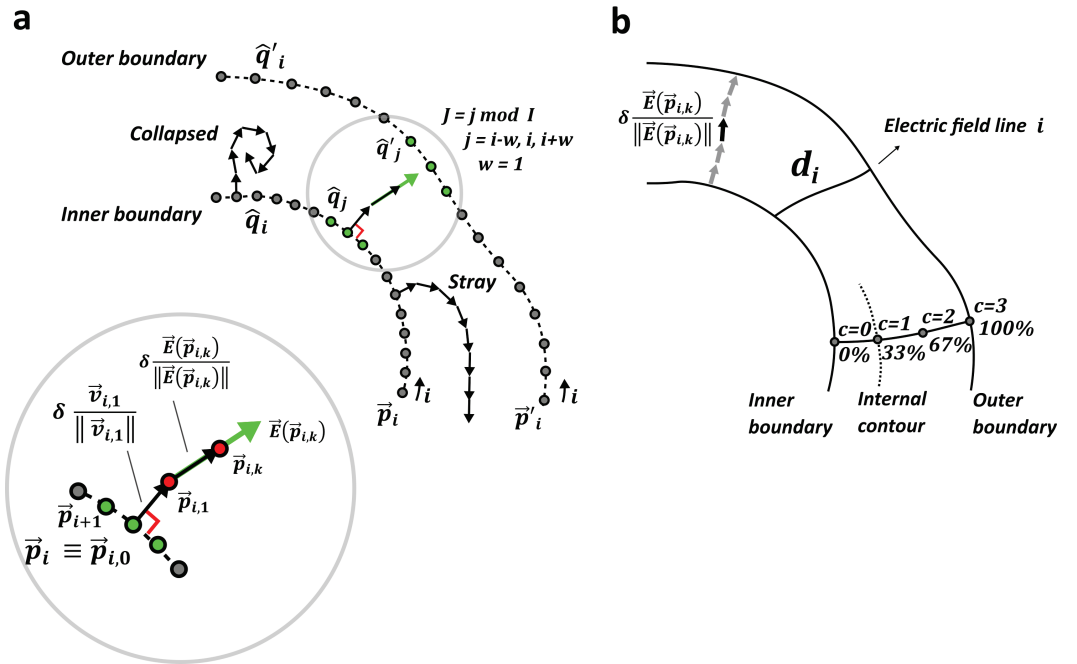 a
Outer boundary
q̂'ᵢ
Collapsed
Inner boundary
q̂ᵢ
q̂'ⱼ
q̂ⱼ
J = j mod I
j = i-w, i, i+w
w = 1
Stray
p⃗ᵢ
i
p⃗'ᵢ
i
δ E⃗(p⃗ᵢ,ₖ) / ‖E⃗(p⃗ᵢ,ₖ)‖
δ v⃗ᵢ,₁ / ‖v⃗ᵢ,₁‖
E⃗(p⃗ᵢ,ₖ)
p⃗ᵢ,ₖ
p⃗ᵢ,₁
p⃗ᵢ₊₁
p⃗ᵢ ≡ p⃗ᵢ,₀
b
δ E⃗(p⃗ᵢ,ₖ) / ‖E⃗(p⃗ᵢ,ₖ)‖
Electric field line i
dᵢ
c=0
0%
c=1
33%
c=2
67%
c=3
100%
Inner
boundary
Internal
contour
Outer
boundary